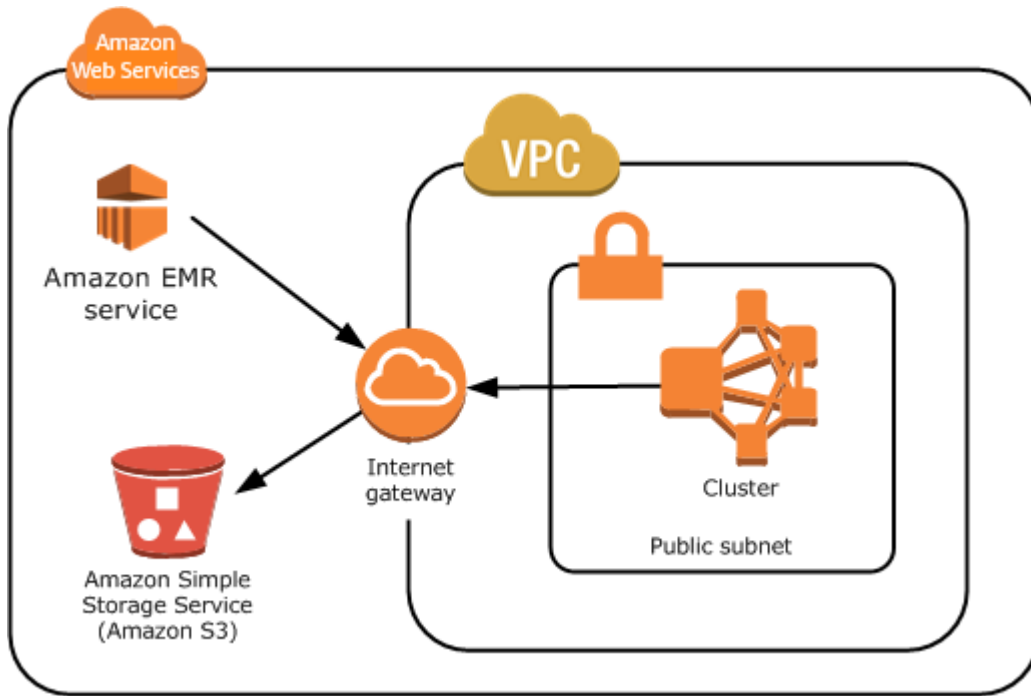 Amazon
Web Services
VPC
Amazon EMR
service
Internet
gateway
Cluster
Public subnet
Amazon Simple
Storage Service
(Amazon S3)